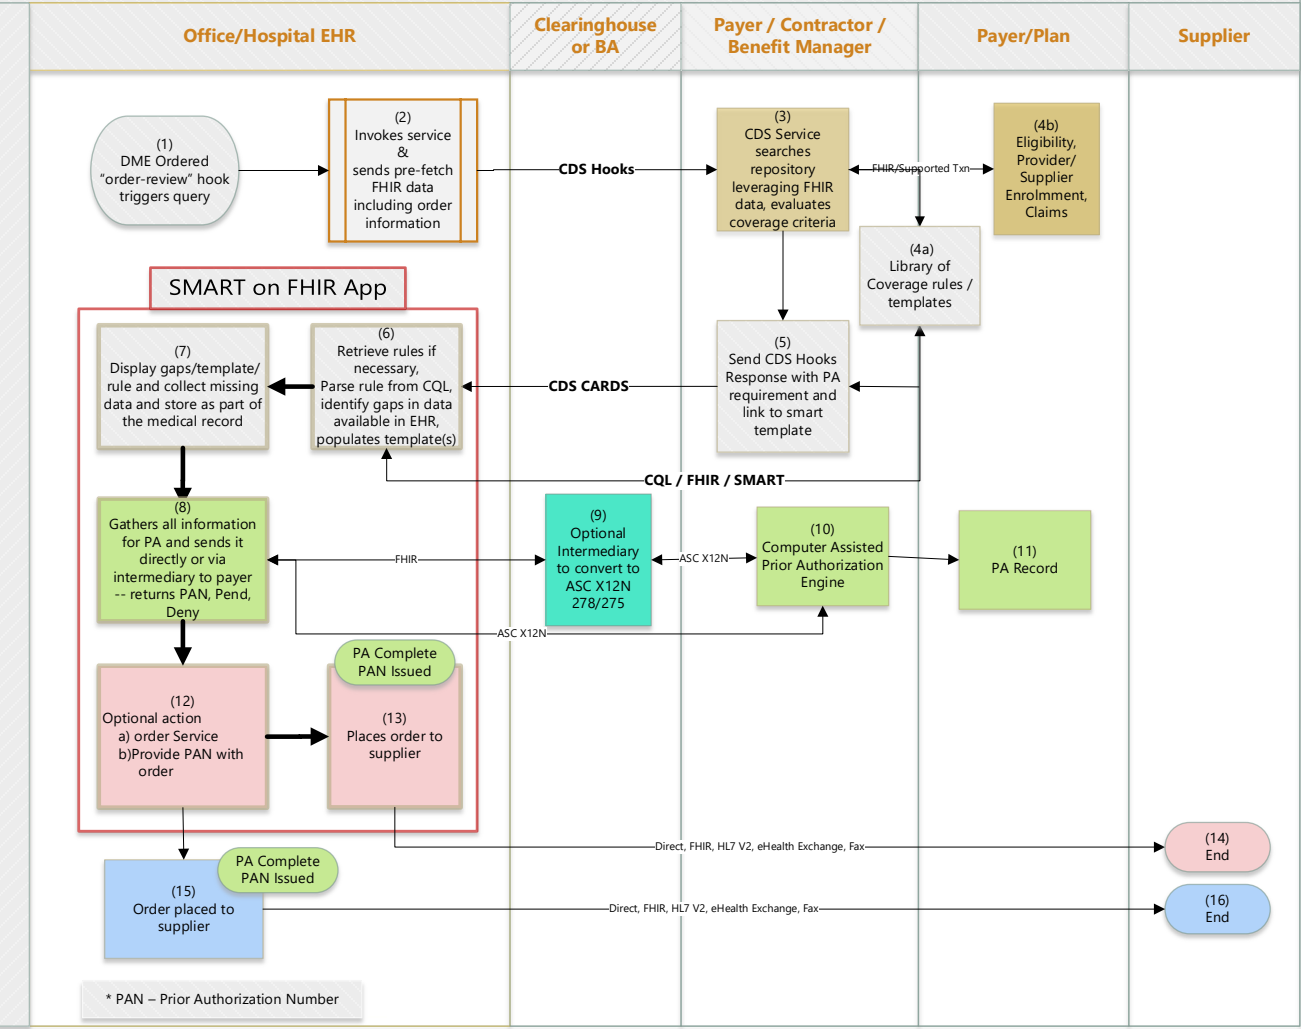 Office/Hospital EHR
Clearinghouse
or BA
Payer / Contractor /
Benefit Manager
Payer/Plan
Supplier
(1)
DME Ordered
“order-review” hook
triggers query
(2)
Invokes service
&
sends pre-fetch
FHIR data
including order
information
CDS Hooks
(3)
CDS Service
searches
repository
leveraging FHIR
data, evaluates
coverage criteria
FHIR/Supported Txn
(4b)
Eligibility,
Provider/
Supplier
Enrolmment,
Claims
(4a)
Library of
Coverage rules /
templates
SMART on FHIR App
(7)
Display gaps/template/
rule and collect missing
data and store as part of
the medical record
(6)
Retrieve rules if
necessary,
Parse rule from CQL,
identify gaps in data
available in EHR,
populates template(s)
CDS CARDS
(5)
Send CDS Hooks
Response with PA
requirement and
link to smart
template
CQL / FHIR / SMART
(8)
Gathers all information
for PA and sends it
directly or via
intermediary to payer
-- returns PAN, Pend,
Deny
FHIR
(9)
Optional
Intermediary
to convert to
ASC X12N
278/275
ASC X12N
(10)
Computer Assisted
Prior Authorization
Engine
(11)
PA Record
ASC X12N
PA Complete
PAN Issued
(12)
Optional action
a) order Service
b)Provide PAN with
order
(13)
Places order to
supplier
Direct, FHIR, HL7 V2, eHealth Exchange, Fax
(14)
End
PA Complete
PAN Issued
(15)
Order placed to
supplier
Direct, FHIR, HL7 V2, eHealth Exchange, Fax
(16)
End
* PAN – Prior Authorization Number